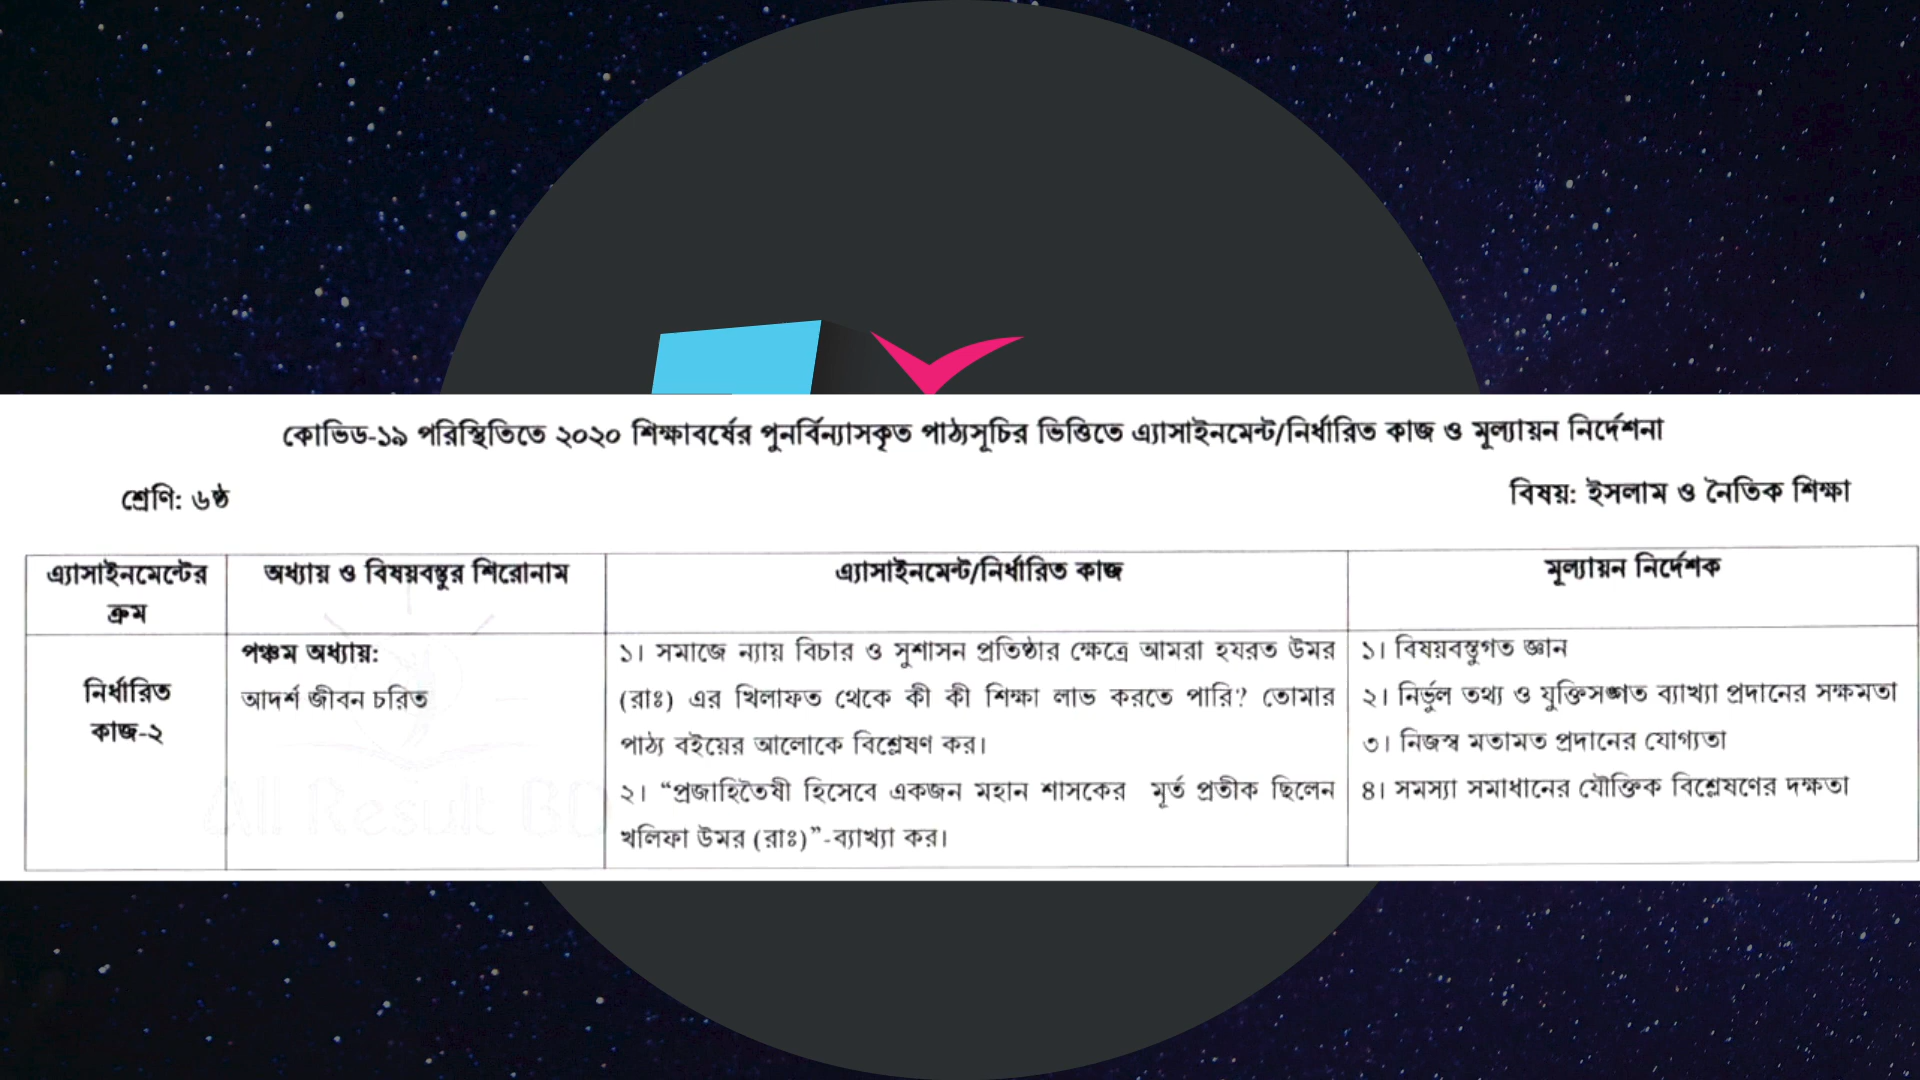 কোভিড-১৯ পরিস্থিতিতে ২০২০ শিক্ষাবর্ষের পুনর্বিন্যাসকৃত পাঠ্যসূচির ভিত্তিতে এ্যাসাইনমেন্ট/নির্ধারিত কাজ ও মূল্যায়ন নির্দেশনা
শ্রেণি: ৬ষ্ঠ
বিষয়: ইসলাম ও নৈতিক শিক্ষা
এ্যাসাইনমেন্টের
ক্রম
অধ্যায় ও বিষয়বস্তুর শিরোনাম
এ্যাসাইনমেন্ট/নির্ধারিত কাজ
মূল্যায়ন নির্দেশক
নির্ধারিত
কাজ-২
পঞ্চম অধ্যায়:
আদর্শ জীবন চরিত
১। সমাজে ন্যায় বিচার ও সুশাসন প্রতিষ্ঠার ক্ষেত্রে আমরা হযরত উমর
(রাঃ) এর খিলাফত থেকে কী কী শিক্ষা লাভ করতে পারি? তোমার
পাঠ্য বইয়ের আলোকে বিশ্লেষণ কর।
২। “প্রজাহিতৈষী হিসেবে একজন মহান শাসকের মূর্ত প্রতীক ছিলেন
খলিফা উমর (রাঃ)”-ব্যাখ্যা কর।
১। বিষয়বস্তুগত জ্ঞান
২। নির্ভুল তথ্য ও যুক্তিসঙ্গত ব্যাখ্যা প্রদানের সক্ষমতা
৩। নিজস্ব মতামত প্রদানের যোগ্যতা
৪। সমস্যা সমাধানের যৌক্তিক বিশ্লেষণের দক্ষতা
All Result BD